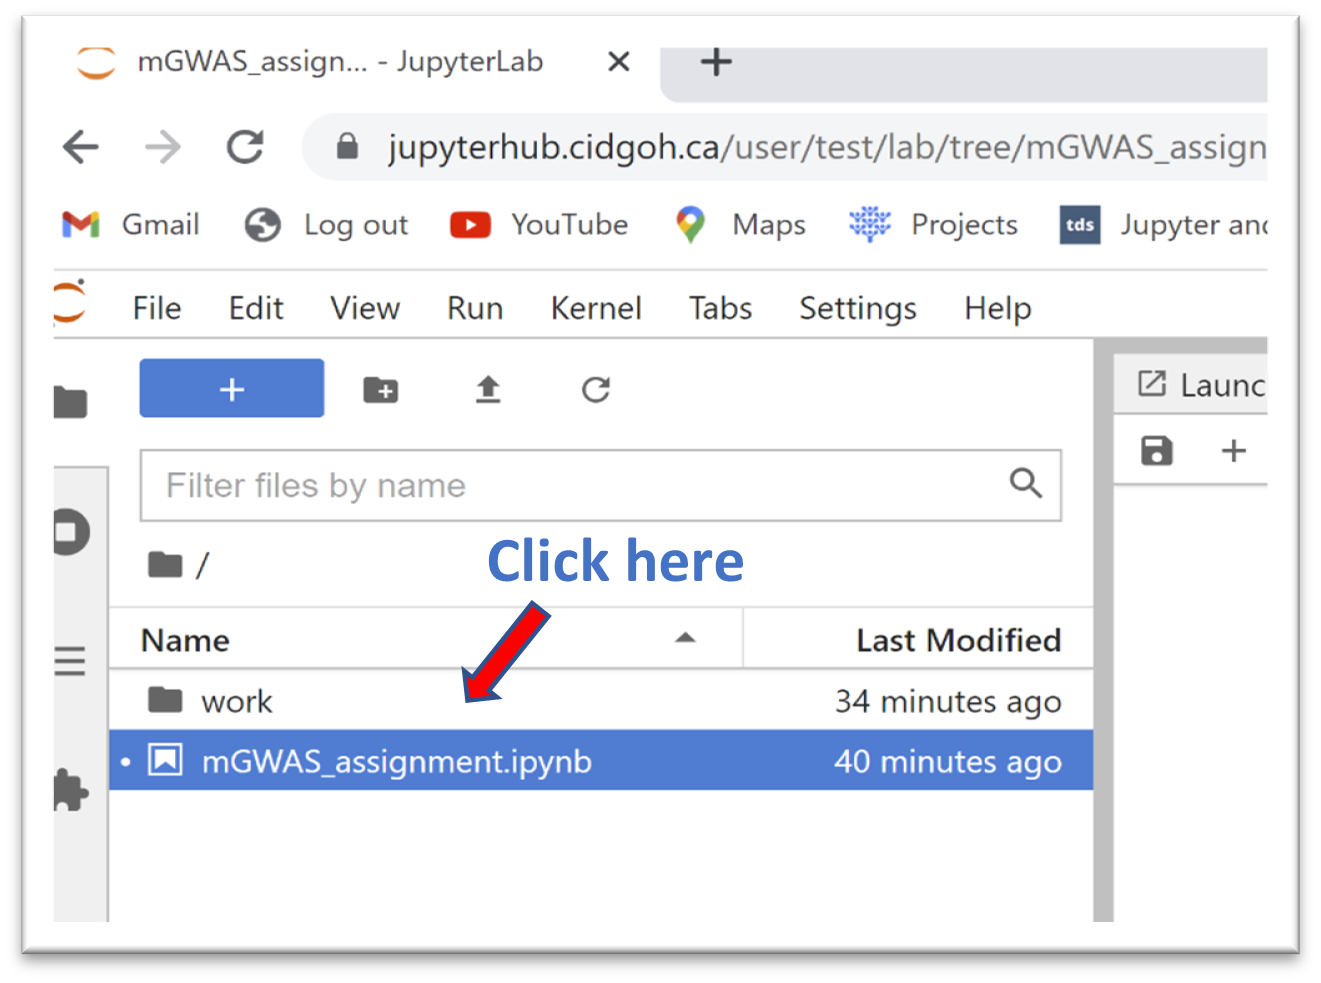 mGWAS_assign... - JupyterLab
jupyterhub.cidgoh.ca/user/test/lab/tree/mGWAS_assign
Gmail Log out YouTube Maps Projects tds Jupyter and
File Edit View Run Kernel Tabs Settings Help
Launc
Filter files by name
Click here
/
Name Last Modified
work 34 minutes ago
mGWAS_assignment.ipynb 40 minutes ago